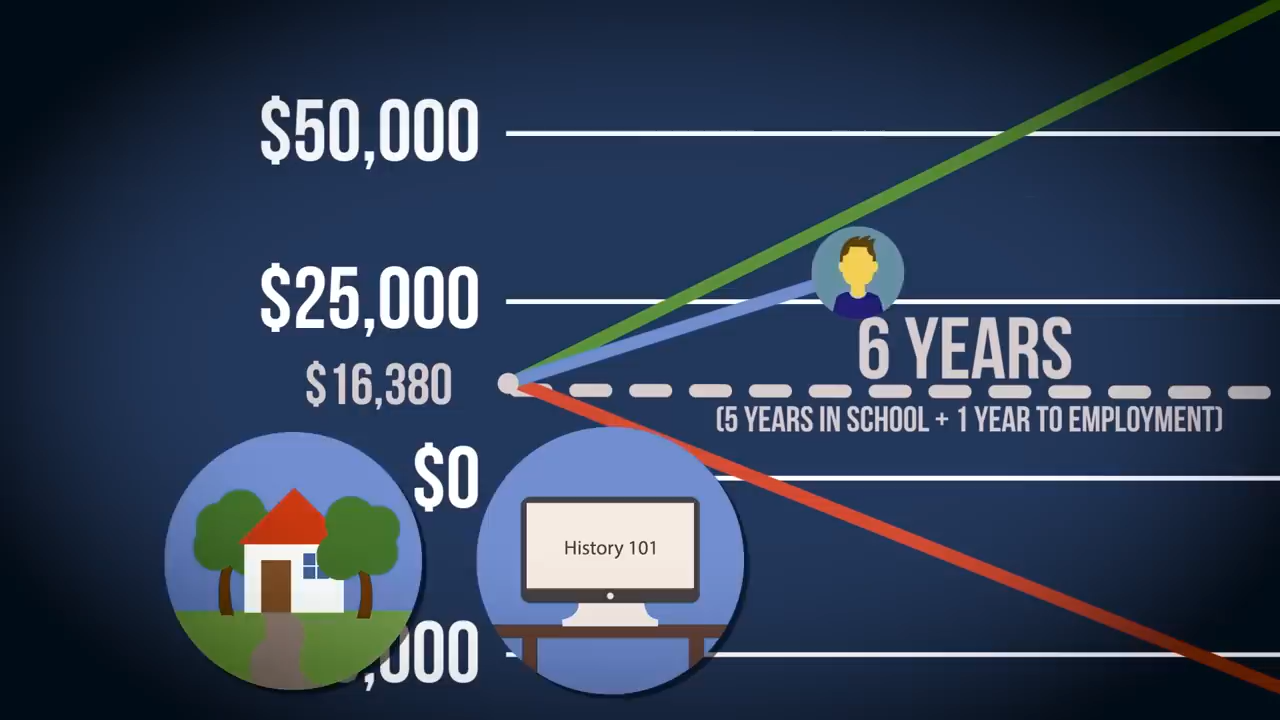 $50,000
$25,000
6 YEARS
$16,380
(5 YEARS IN SCHOOL + 1 YEAR TO EMPLOYMENT)
$0
History 101
,000